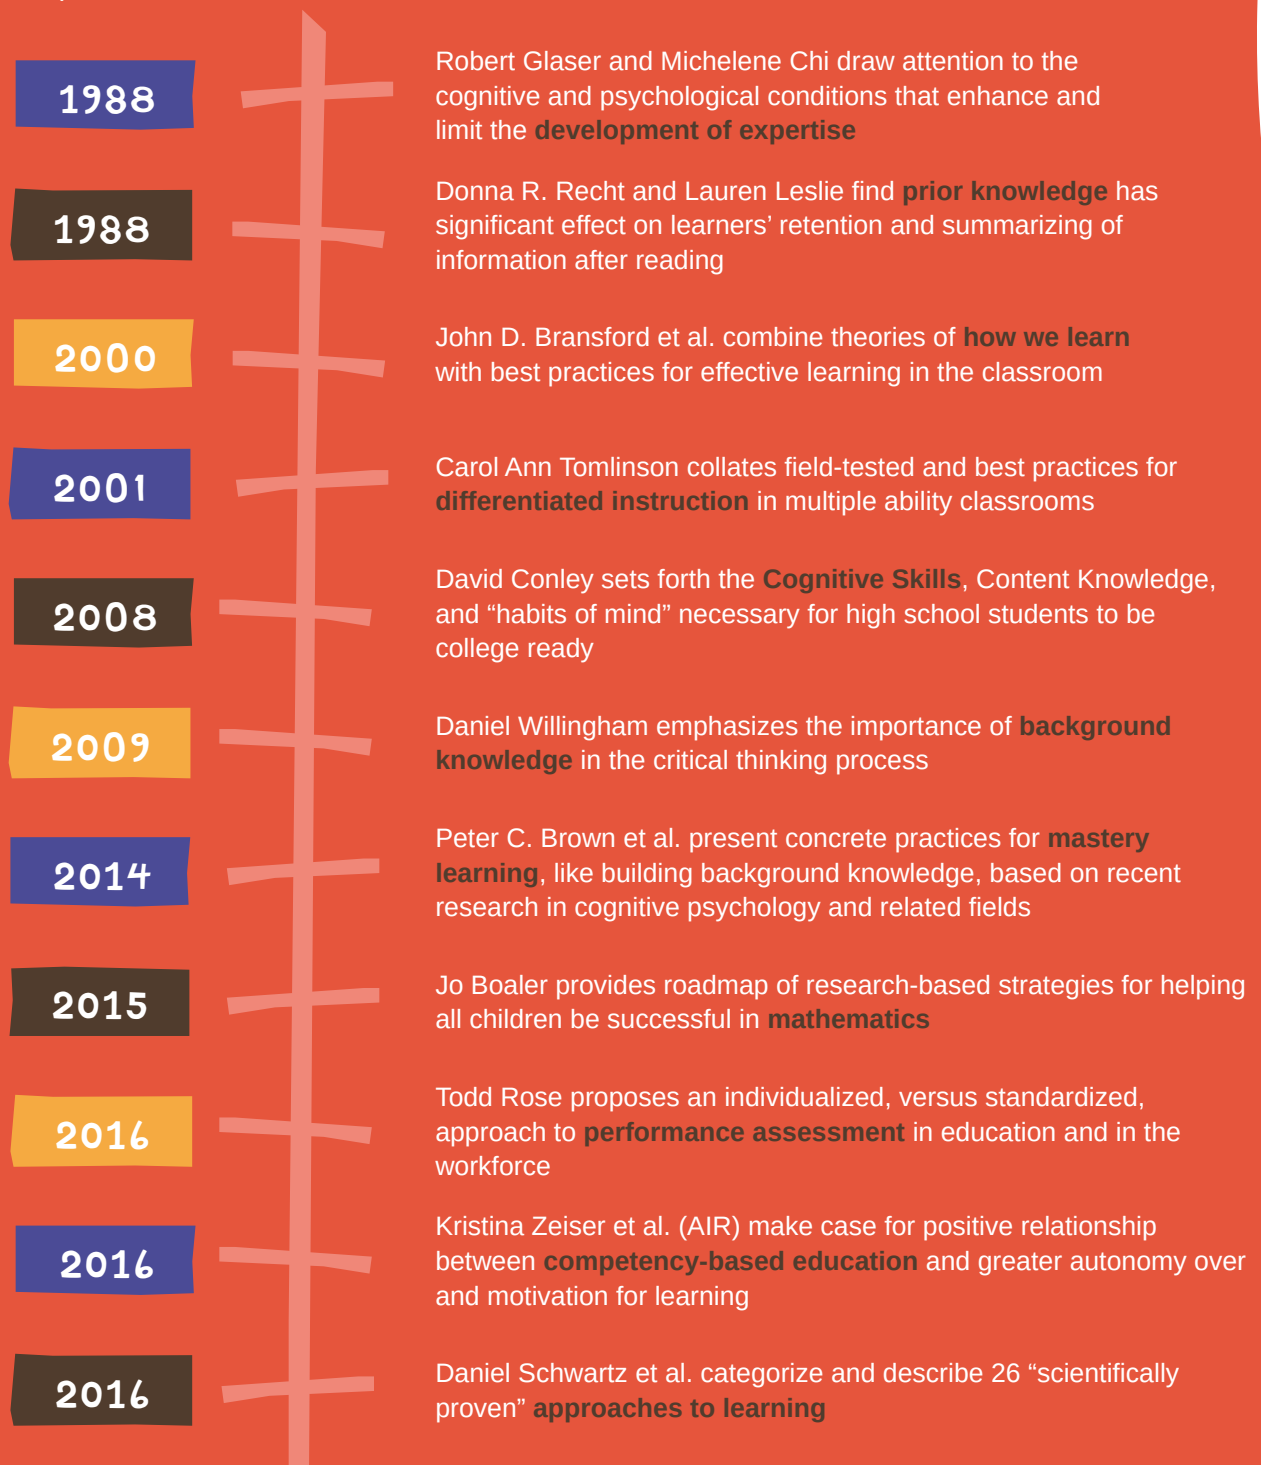 1988
Robert Glaser and Michelene Chi draw attention to the
cognitive and psychological conditions that enhance and
limit the development of expertise
1988
Donna R. Recht and Lauren Leslie find prior knowledge has
significant effect on learners’ retention and summarizing of
information after reading
2000
John D. Bransford et al. combine theories of how we learn
with best practices for effective learning in the classroom
2001
Carol Ann Tomlinson collates field-tested and best practices for
differentiated instruction in multiple ability classrooms
2008
David Conley sets forth the Cognitive Skills, Content Knowledge,
and “habits of mind” necessary for high school students to be
college ready
2009
Daniel Willingham emphasizes the importance of background
knowledge in the critical thinking process
2014
Peter C. Brown et al. present concrete practices for mastery
learning, like building background knowledge, based on recent
research in cognitive psychology and related fields
2015
Jo Boaler provides roadmap of research-based strategies for helping
all children be successful in mathematics
2016
Todd Rose proposes an individualized, versus standardized,
approach to performance assessment in education and in the
workforce
2016
Kristina Zeiser et al. (AIR) make case for positive relationship
between competency-based education and greater autonomy over
and motivation for learning
2016
Daniel Schwartz et al. categorize and describe 26 “scientifically
proven” approaches to learning